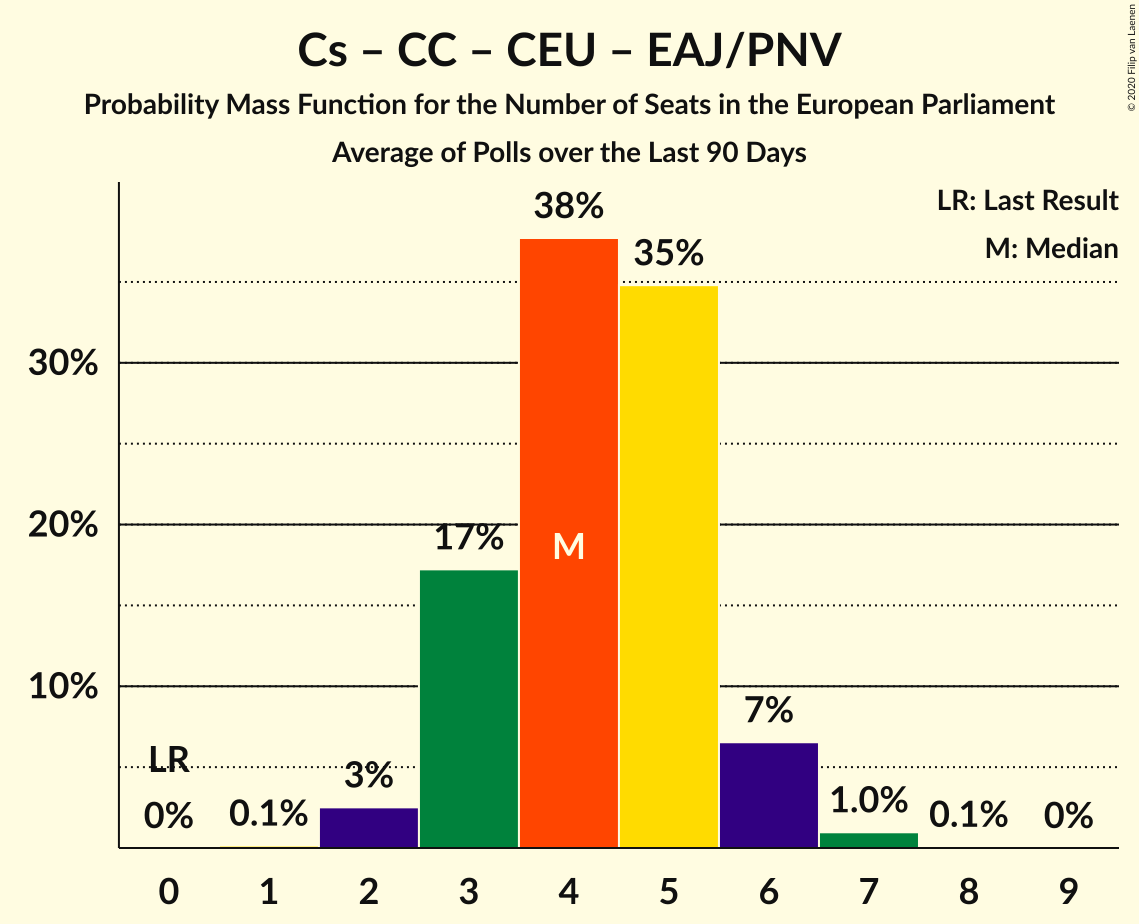 Cs – CC – CEU – EAJ/PNV
Probability Mass Function for the Number of Seats in the European Parliament
Average of Polls over the Last 90 Days
© 2020 Filip van Laenen
LR: Last Result
M: Median
38%
35%
30%
20%
17%
M
10%
7%
LR
3%
0%
0.1%
1.0%
0.1%
0%
0 1 2 3 4 5 6 7 8 9